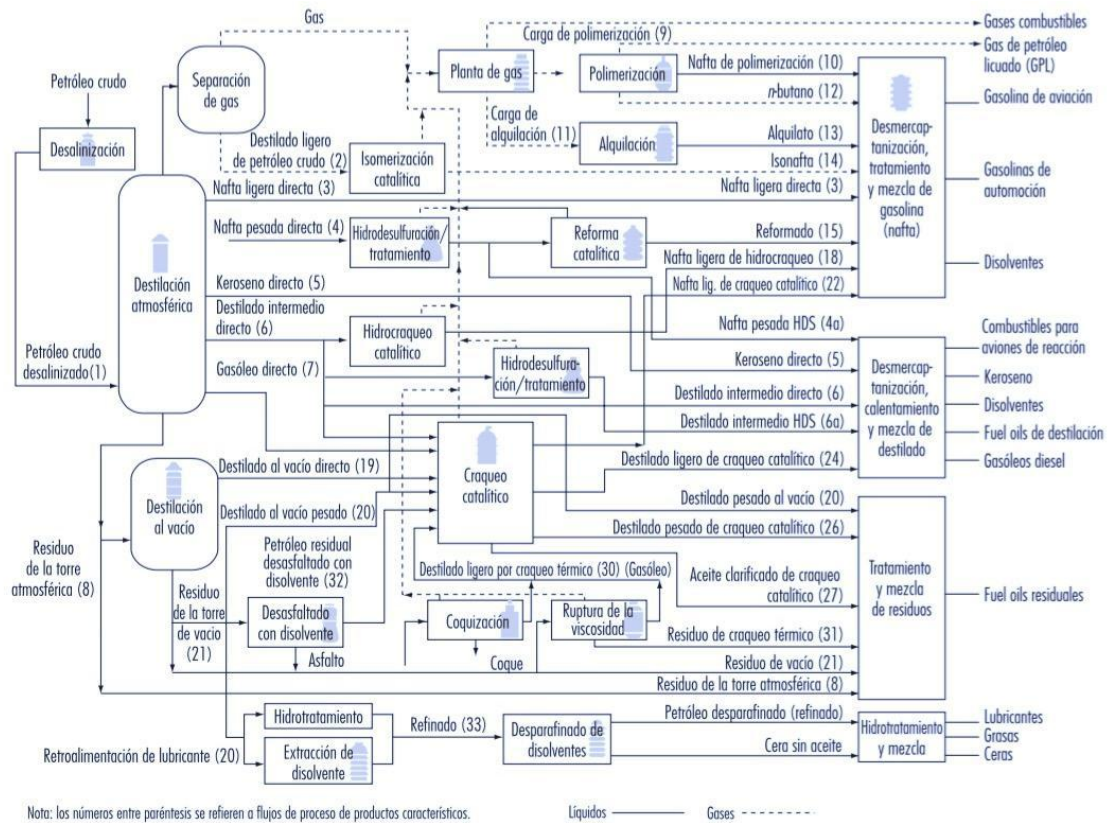 Gas
Gases combustibles
Carga de polimerización (9)
Gas de petróleo
licuado (GPL)
Petróleo crudo
Separación
de gas
Planta de gas
Polimerización
Nafta de polimerización (10)
n-butano (12)
Gasolina de aviación
Desalinización
Carga de
alquilación (11)
Desmercap-
tanización,
tratamiento
y mezcla de
gasolina
(nafta)
Destilado ligero
de petróleo crudo (2)
Isomerización
catalítica
Alquilación
Alquilato (13)
Isonafta (14)
Gasolinas de
automoción
Nafta ligera directa (3)
Nafta ligera directa (3)
Nafta pesada directa (4)
Hidrodesulfuración/
tratamiento
Reforma
catalítica
Reformado (15)
Nafta ligera de hidrocraqueo (18)
Disolventes
Destilación
atmosférica
Keroseno directo (5)
Nafta lig. de craqueo catalítico (22)
Destilado intermedio
directo (6)
Hidrocraqueo
catalítico
Nafta pesada HDS (4a)
Combustibles para
aviones de reacción
Petróleo crudo
desalinizado(1)
Gasóleo directo (7)
Hidrodesulfura-
ción/tratamiento
Keroseno directo (5)
Desmercap-
tanización,
calentamiento
y mezcla de
destilado
Keroseno
Destilado intermedio directo (6)
Disolventes
Destilado intermedio HDS (6a)
Fuel oils de destilación
Craqueo
catalítico
Destilado ligero de craqueo catalítico (24)
Gasóleos diesel
Destilado al vacío directo (19)
Destilación
al vacío
Destilado al vacío pesado (20)
Destilado pesado al vacío (20)
Destilado pesado de craqueo catalítico (26)
Residuo
de la torre
atmosférica (8)
Petróleo residual
desasfaltado con
disolvente (32)
Destilado ligero por craqueo térmico (30) (Gasóleo)
Aceite clarificado de craqueo
catalítico (27)
Tratamiento
y mezcla
de residuos
Fuel oils residuales
Residuo
de la torre
de vacio
(21)
Desasfaltado
con disolvente
Coquización
Ruptura de la
viscosidad
Residuo de craqueo térmico (31)
Asfalto
Coque
Residuo de vacío (21)
Residuo de la torre atmosférica (8)
Hidrotratamiento
Petróleo desparafinado (refinado)
Lubricantes
Retroalimentación de lubricante (20)
Extracción de
disolvente
Refinado (33)
Desparafinado de
disolventes
Cera sin aceite
Hidrotratamiento
y mezcla
Grasas
Ceras
Nota: los números entre paréntesis se refieren a flujos de proceso de productos característicos.
Líquidos
Gases